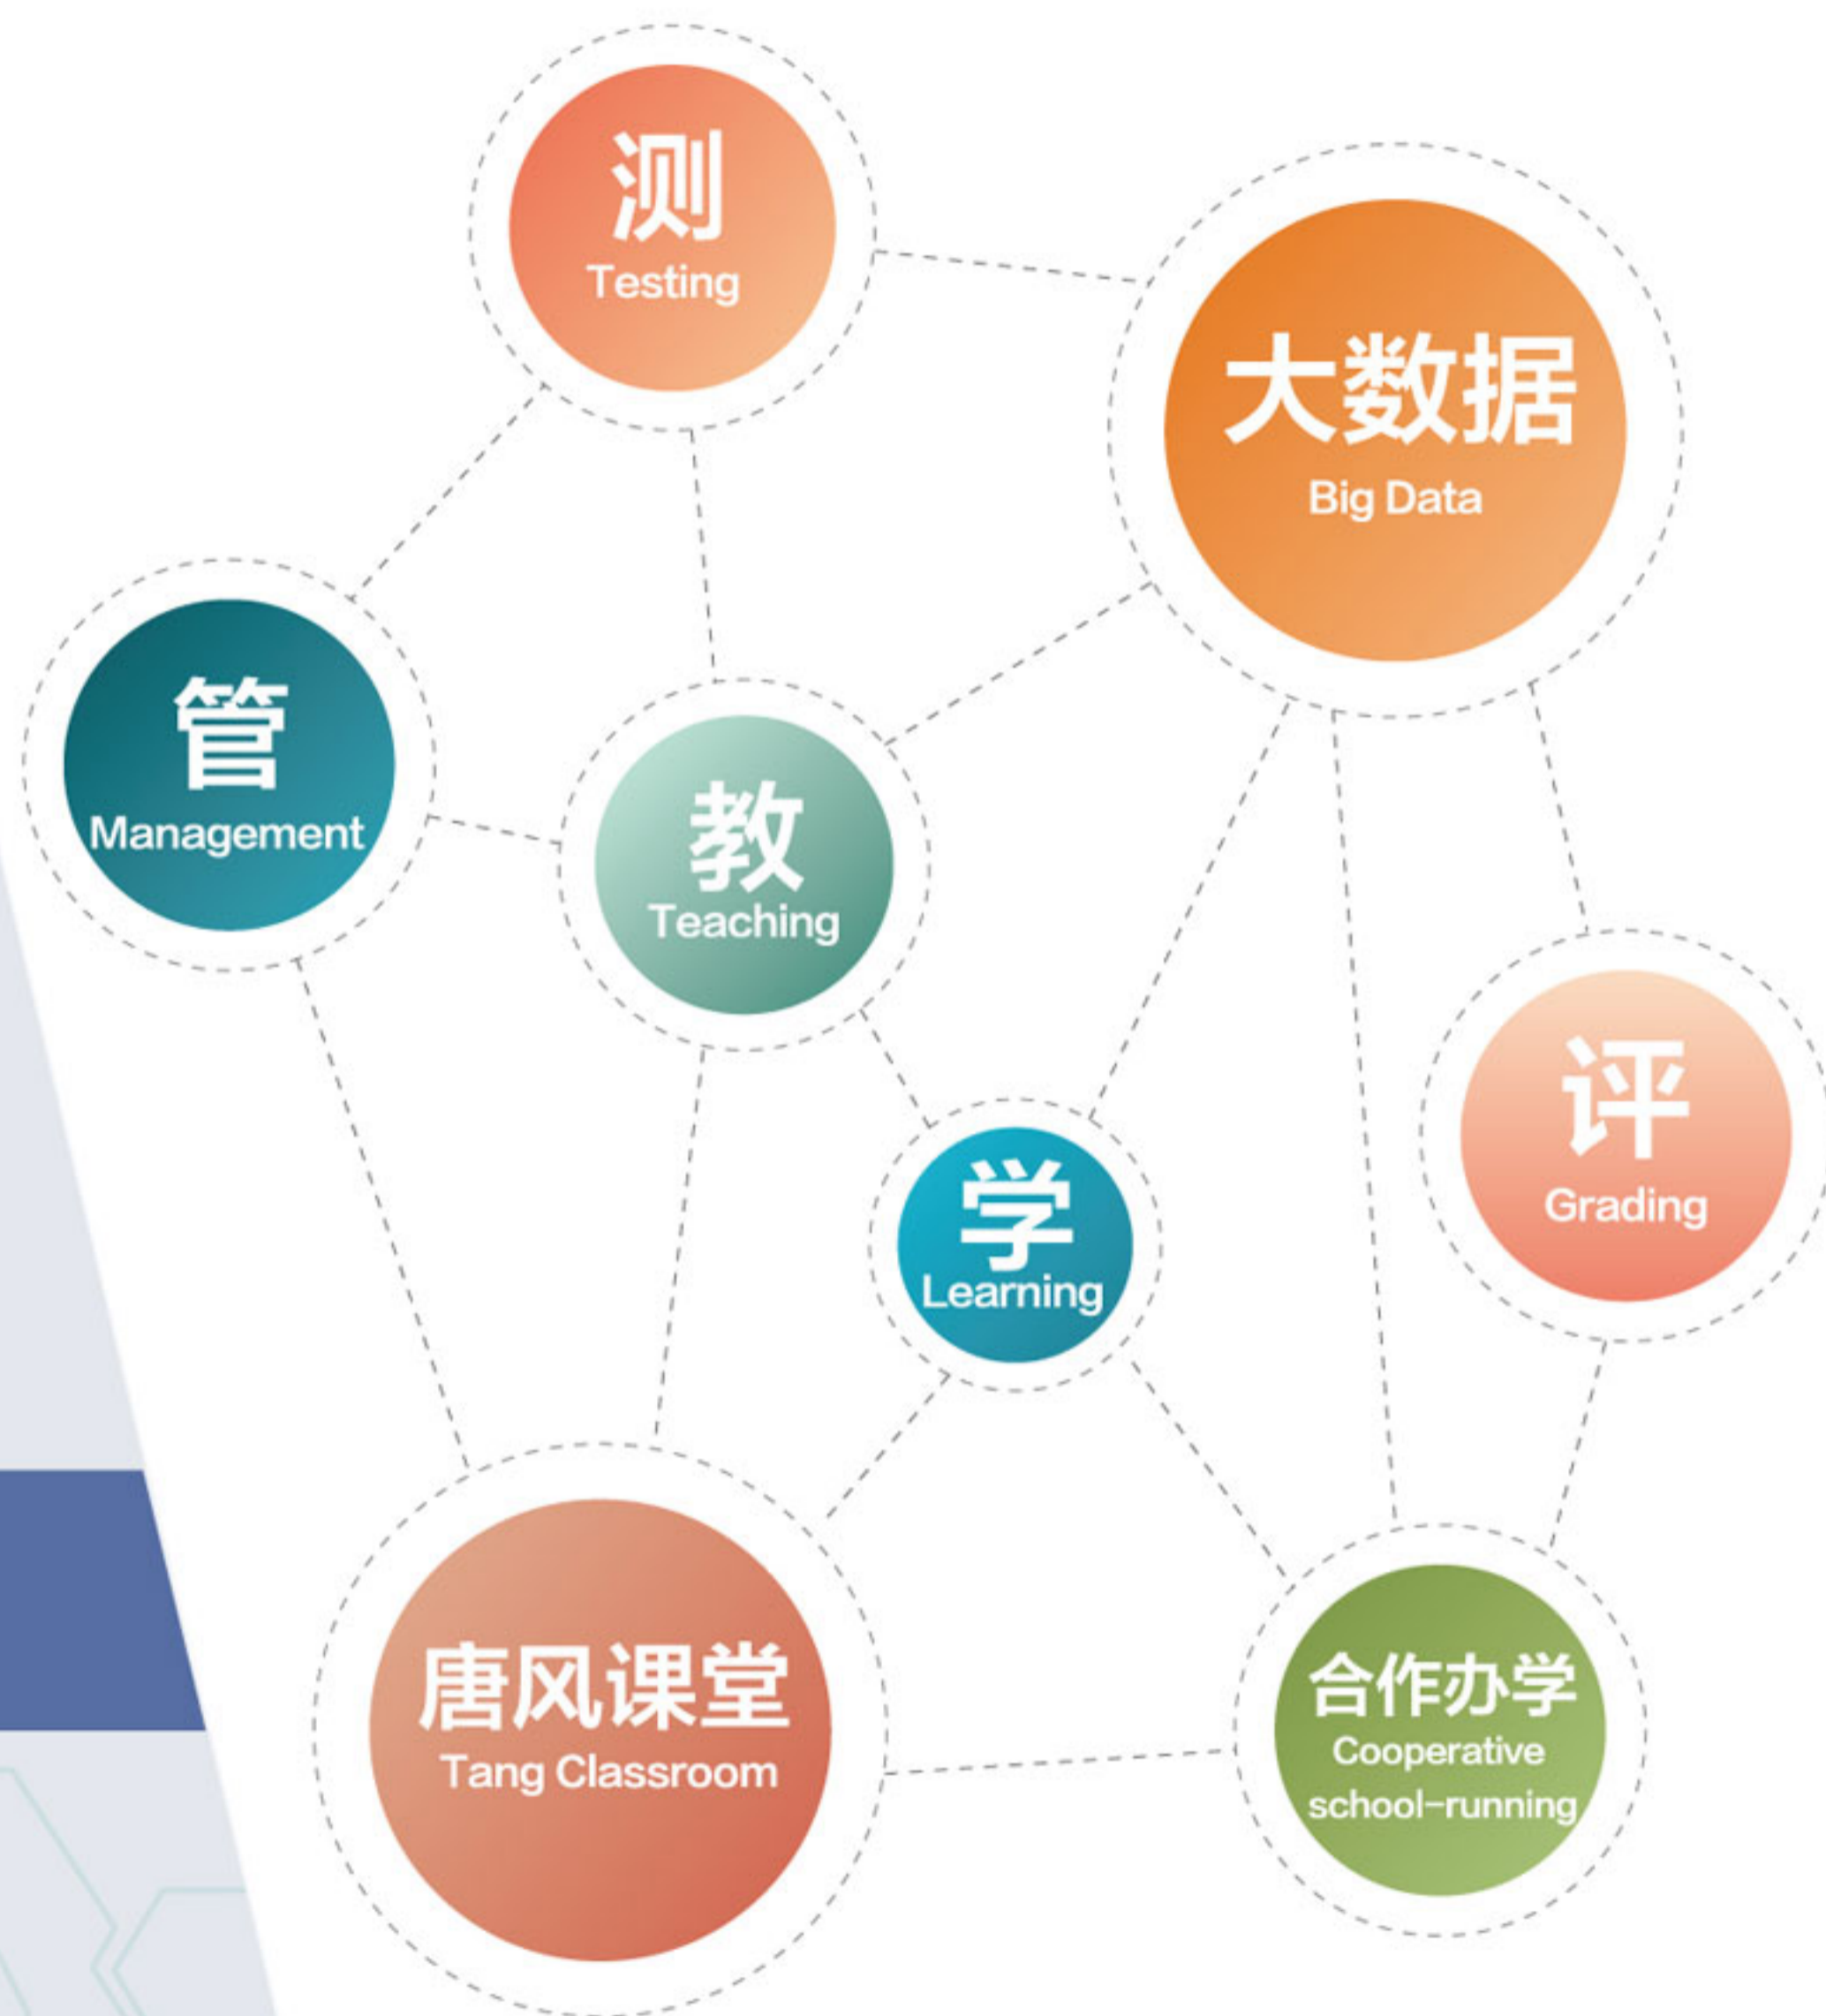 测
Testing
大数据
Big Data
管
Management
教
Teaching
评
Grading
学
Learning
唐风课堂
Tang Classroom
合作办学
Cooperative
school-running